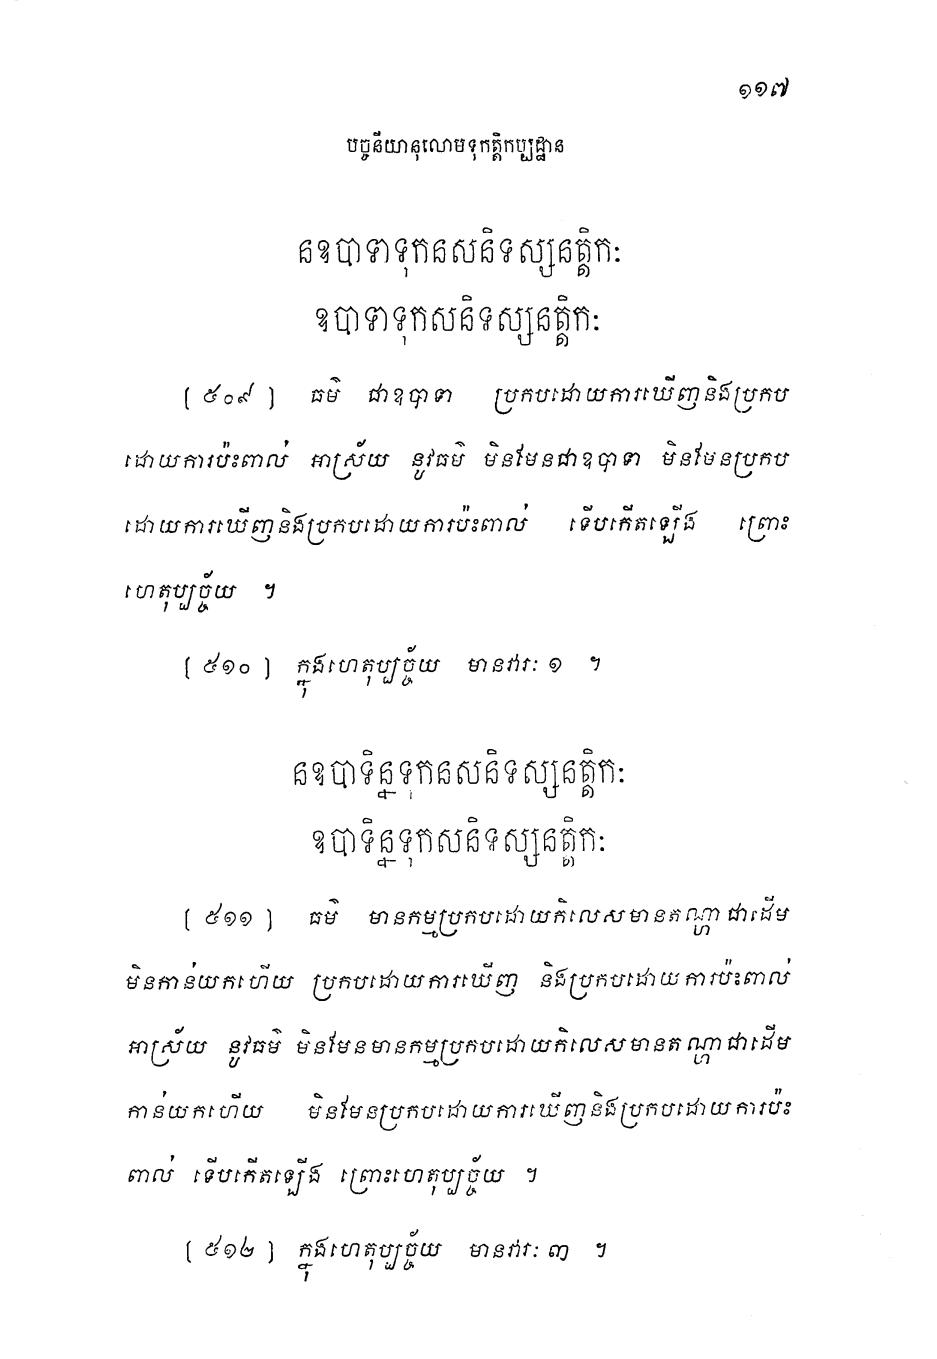 ១១៧
បច្ចនីយានុលោមទុកត្តិកប្បដ្ឋាន
នឧបាទាទុកនសនិទស្សនត្តិកៈ
ឧបាទាទុកសនិទស្សនត្តិកៈ
[ ៥០៩ ] ធម៌ ជាឧបាទា ប្រកបដោយការឃើញនិងប្រកប
ដោយការប៉ះពាល់ អាស្រ័យ នូវធម៌ មិនមែនជាឧបាទា មិនមែនប្រកប
ដោយការឃើញនិងប្រកបដោយការប៉ះពាល់ ទើបកើតឡើង ព្រោះ
ហេតុប្បច្ច័យ ។
[ ៥១០ ] ក្នុងហេតុប្បច្ច័យ មានវារៈ ១ ។
នឧបាទិន្នទុកនសនិទស្សនត្តិកៈ
ឧបាទិន្នទុកសនិទស្សនត្តិកៈ
[ ៥១១ ] ធម៌ មានកម្មប្រកបដោយកិលេសមានតណ្ហាជាដើម
មិនកាន់យកហើយ ប្រកបដោយការឃើញ និងប្រកបដោយការប៉ះពាល់
អាស្រ័យ នូវធម៌ មិនមែនមានកម្មប្រកបដោយកិលេសមានតណ្ហាជាដើម
កាន់យកហើយ មិនមែនប្រកបដោយការឃើញនិងប្រកបដោយការប៉ះ
ពាល់ ទើបកើតឡើង ព្រោះហេតុប្បច្ច័យ ។
[ ៥១២ ] ក្នុងហេតុប្បច្ច័យ មានវារៈ ៣ ។